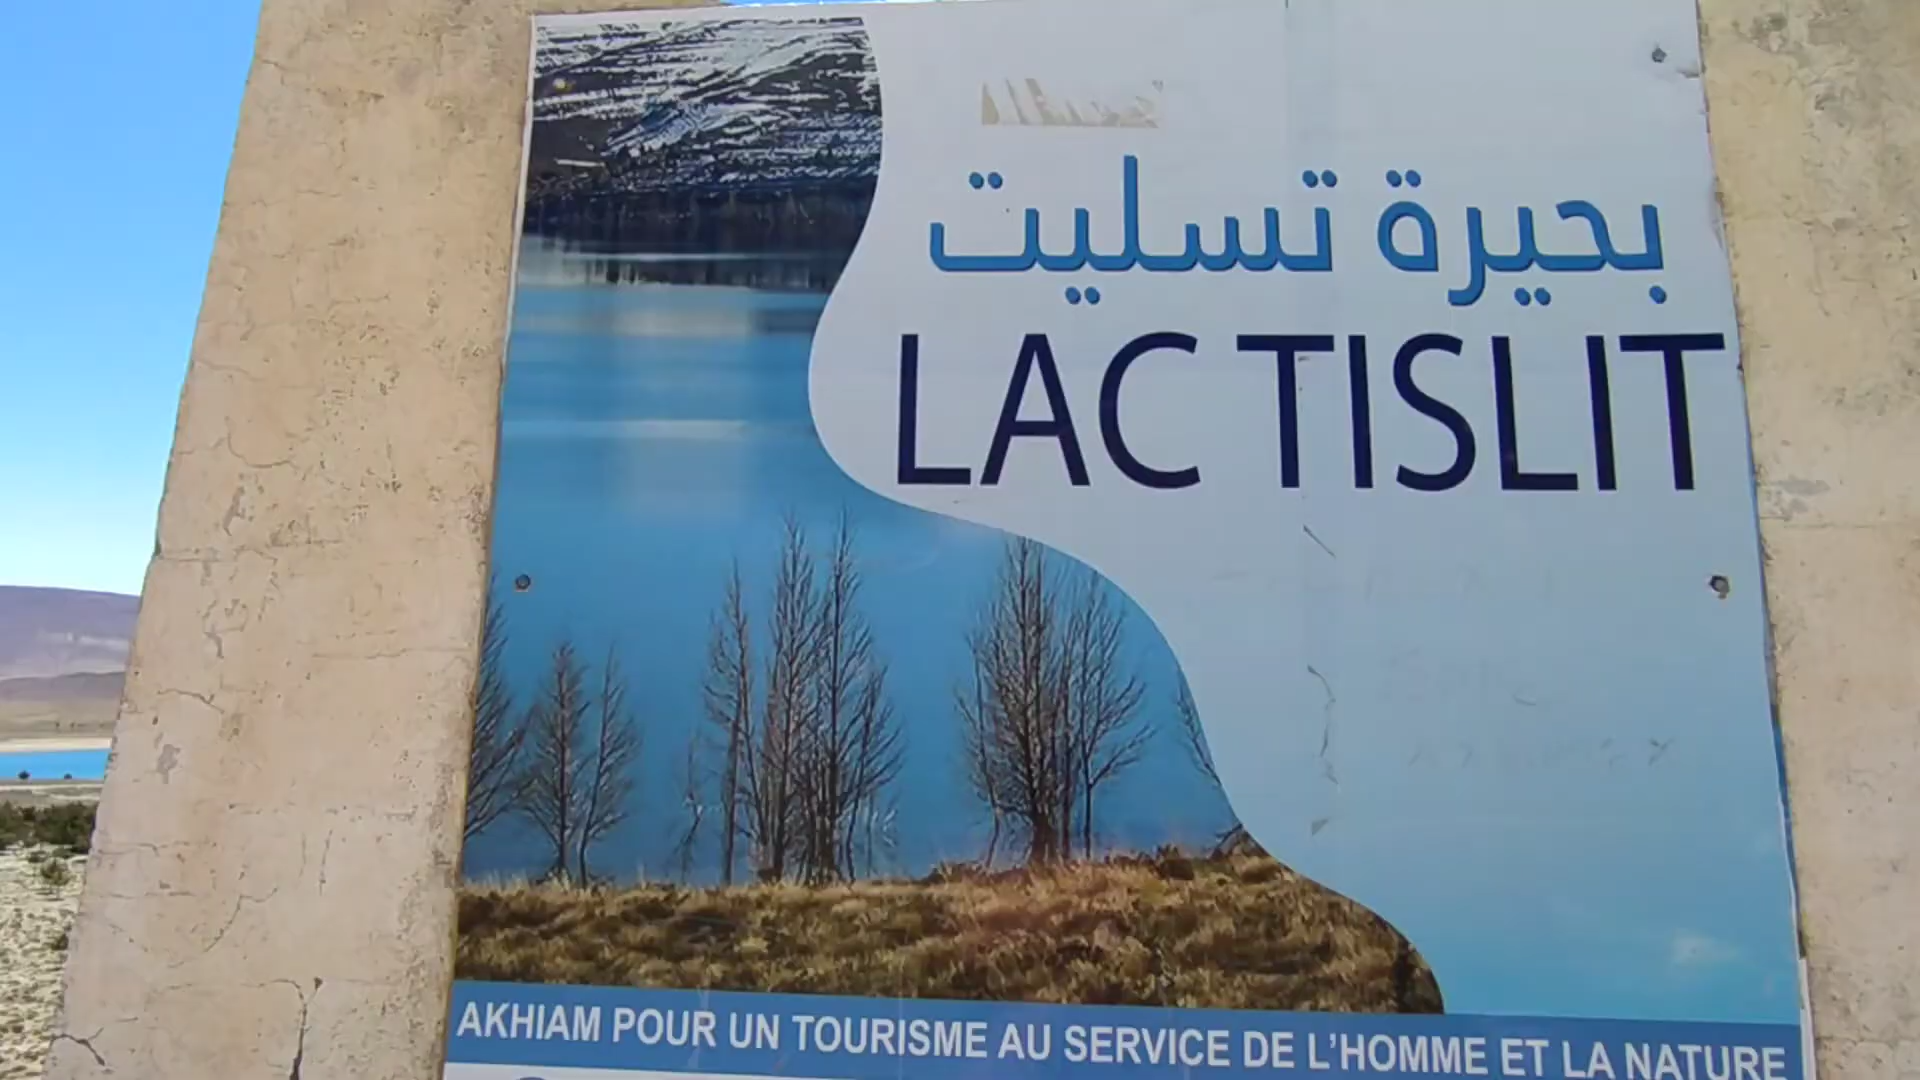 بحيرة تسليت
LAC TISLIT
AKHIAM POUR UN TOURISME AU SERVICE DE L'HOMME ET LA NATURE